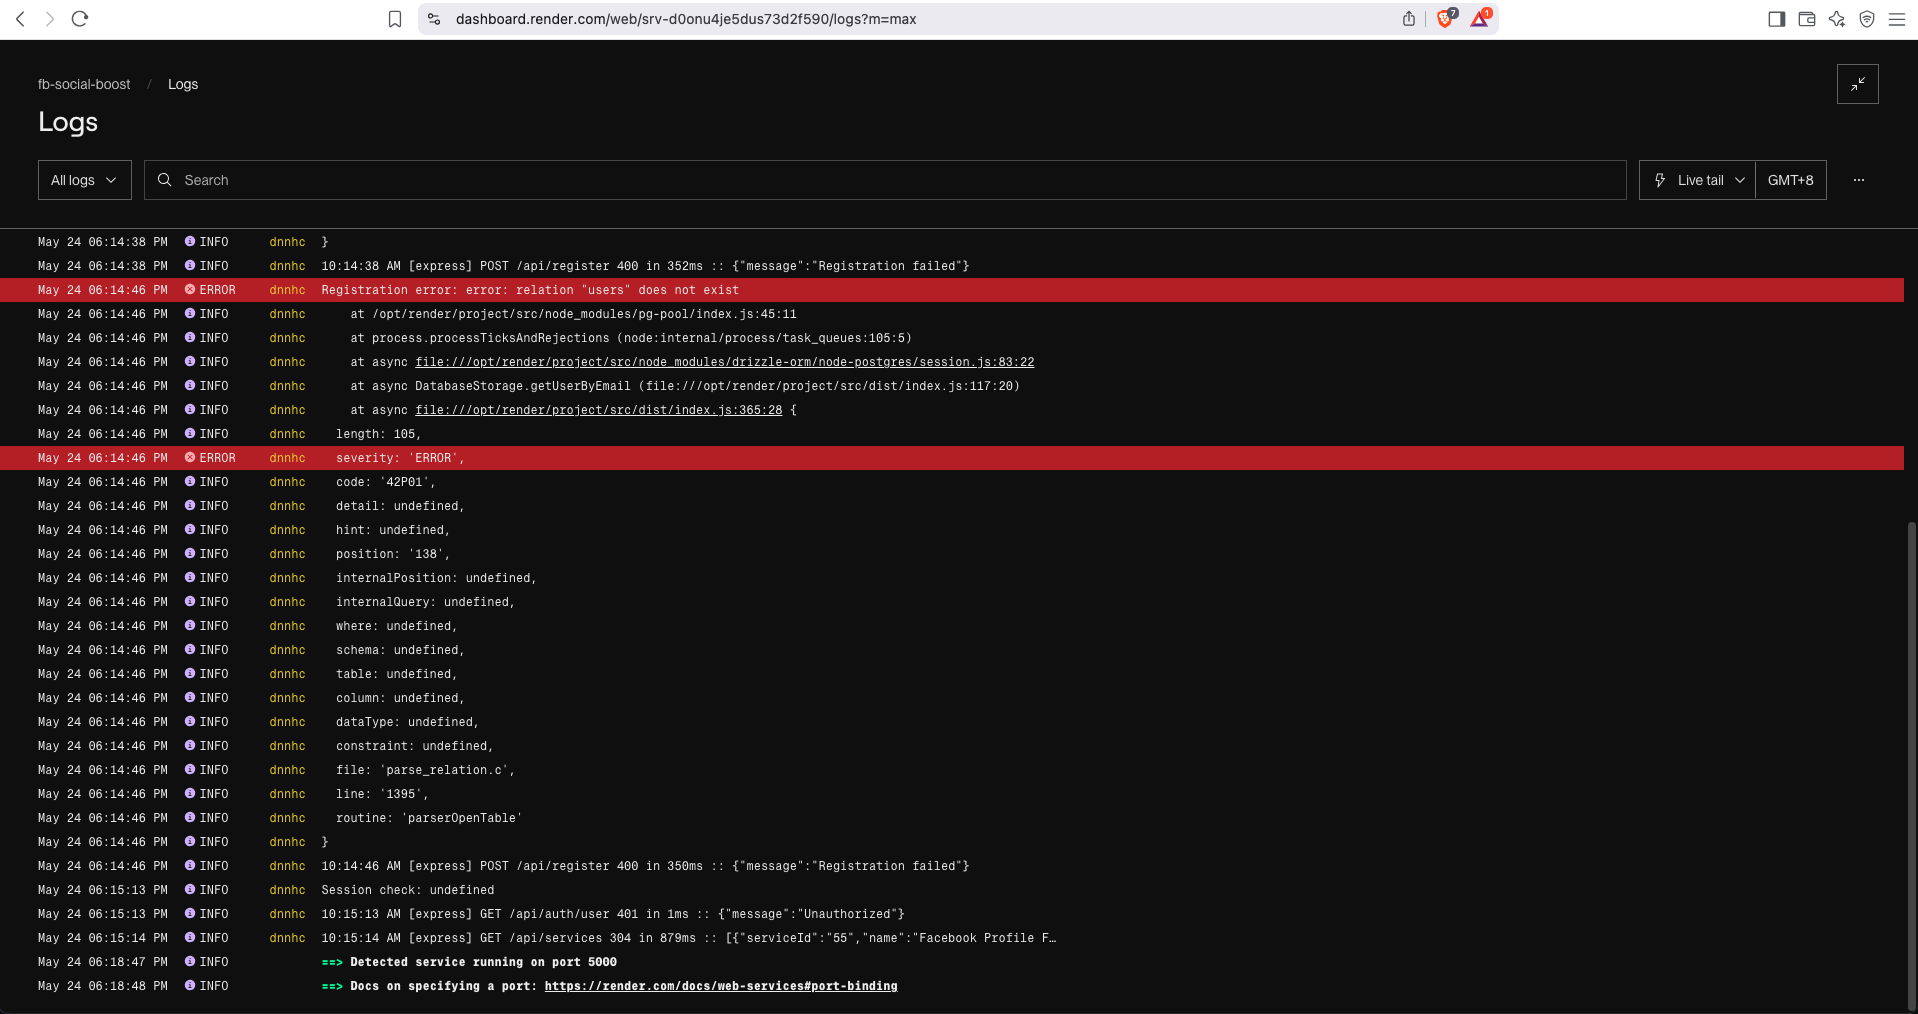 dashboard.render.com/web/srv-d0onu4je5dus73d2f590/logs?m=max
7
1
fb-social-boost / Logs
Logs
All logs
Search
Live tail
GMT+8
...
May 24 06:14:38 PM INFO dnnhc }
May 24 06:14:38 PM INFO dnnhc 10:14:38 AM [express] POST /api/register 400 in 352ms :: {"message":"Registration failed"}
May 24 06:14:46 PM ERROR dnnhc Registration error: error: relation "users" does not exist
May 24 06:14:46 PM INFO dnnhc at /opt/render/project/src/node_modules/pg-pool/index.js:45:11
May 24 06:14:46 PM INFO dnnhc at process.processTicksAndRejections (node:internal/process/task_queues:105:5)
May 24 06:14:46 PM INFO dnnhc at async file:///opt/render/project/src/node_modules/drizzle-orm/node-postgres/session.js:83:22
May 24 06:14:46 PM INFO dnnhc at async DatabaseStorage.getUserByEmail (file:///opt/render/project/src/dist/index.js:117:20)
May 24 06:14:46 PM INFO dnnhc at async file:///opt/render/project/src/dist/index.js:365:28 {
May 24 06:14:46 PM INFO dnnhc length: 105,
May 24 06:14:46 PM ERROR dnnhc severity: 'ERROR',
May 24 06:14:46 PM INFO dnnhc code: '42P01',
May 24 06:14:46 PM INFO dnnhc detail: undefined,
May 24 06:14:46 PM INFO dnnhc hint: undefined,
May 24 06:14:46 PM INFO dnnhc position: '138',
May 24 06:14:46 PM INFO dnnhc internalPosition: undefined,
May 24 06:14:46 PM INFO dnnhc internalQuery: undefined,
May 24 06:14:46 PM INFO dnnhc where: undefined,
May 24 06:14:46 PM INFO dnnhc schema: undefined,
May 24 06:14:46 PM INFO dnnhc table: undefined,
May 24 06:14:46 PM INFO dnnhc column: undefined,
May 24 06:14:46 PM INFO dnnhc dataType: undefined,
May 24 06:14:46 PM INFO dnnhc constraint: undefined,
May 24 06:14:46 PM INFO dnnhc file: 'parse_relation.c',
May 24 06:14:46 PM INFO dnnhc line: '1395',
May 24 06:14:46 PM INFO dnnhc routine: 'parserOpenTable'
May 24 06:14:46 PM INFO dnnhc }
May 24 06:14:46 PM INFO dnnhc 10:14:46 AM [express] POST /api/register 400 in 350ms :: {"message":"Registration failed"}
May 24 06:15:13 PM INFO dnnhc Session check: undefined
May 24 06:15:13 PM INFO dnnhc 10:15:13 AM [express] GET /api/auth/user 401 in 1ms :: {"message":"Unauthorized"}
May 24 06:15:14 PM INFO dnnhc 10:15:14 AM [express] GET /api/services 304 in 879ms :: [{"serviceId":"55","name":"Facebook Profile F…
May 24 06:18:47 PM INFO ==> Detected service running on port 5000
May 24 06:18:48 PM INFO ==> Docs on specifying a port: https://render.com/docs/web-services#port-binding